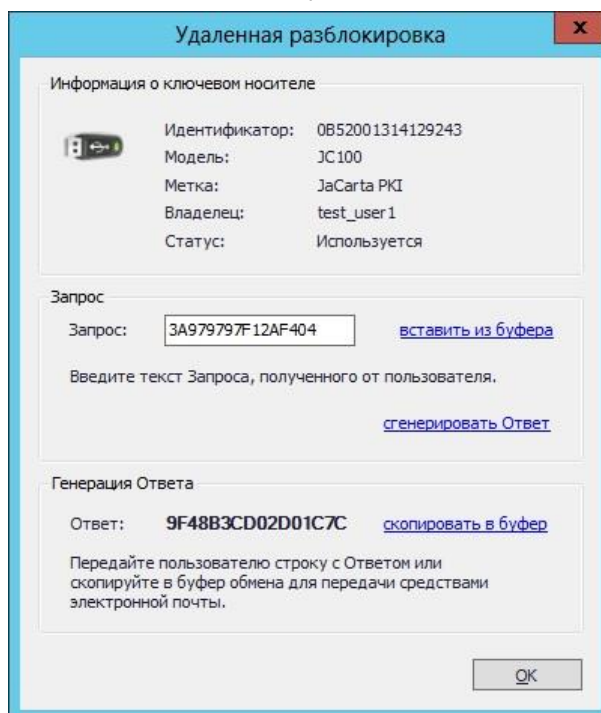 Удаленная разблокировка
x
Информация о ключевом носителе
Идентификатор: 0B52001314129243
Модель: JC100
Метка: JaCarta PKI
Владелец: test_user1
Статус: Используется
Запрос
Запрос: 3A979797F12AF404 вставить из буфера
Введите текст Запроса, полученного от пользователя.
сгенерировать Ответ
Генерация Ответа
Ответ: 9F48B3CD02D01C7C скопировать в буфер
Передайте пользователю строку с Ответом или
скопируйте в буфер обмена для передачи средствами
электронной почты.
OK